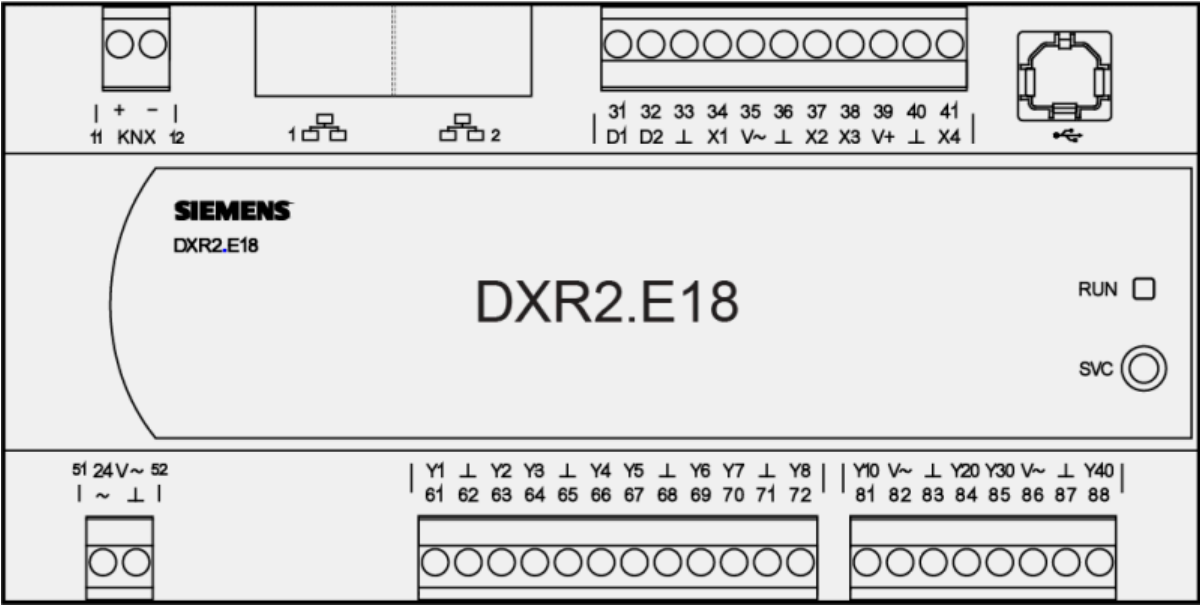 + −
11 KNX 12
1 2
31 32 33 34 35 36 37 38 39 40 41
D1 D2 ⊥ X1 V~ ⊥ X2 X3 V+ ⊥ X4
SIEMENS
DXR2.E18
DXR2.E18
RUN
SVC
51 24V~ 52
~ ⊥
Y1 ⊥ Y2 Y3 ⊥ Y4 Y5 ⊥ Y6 Y7 ⊥ Y8
61 62 63 64 65 66 67 68 69 70 71 72
Y10 V~ ⊥ Y20 Y30 V~ ⊥ Y40
81 82 83 84 85 86 87 88